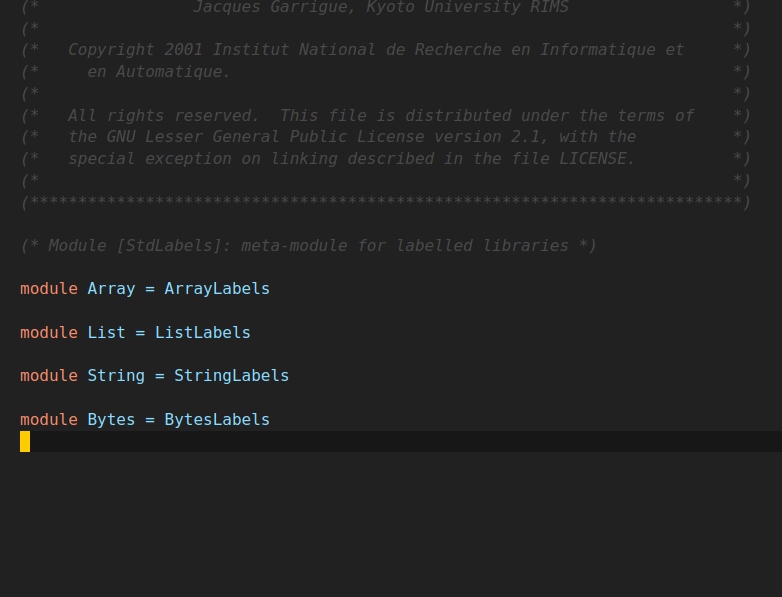 (*                Jacques Garrigue, Kyoto University RIMS                 *)
(*                                                                        *)
(*   Copyright 2001 Institut National de Recherche en Informatique et     *)
(*     en Automatique.                                                    *)
(*                                                                        *)
(*   All rights reserved.  This file is distributed under the terms of    *)
(*   the GNU Lesser General Public License version 2.1, with the          *)
(*   special exception on linking described in the file LICENSE.          *)
(*                                                                        *)
(**************************************************************************)
(* Module [StdLabels]: meta-module for labelled libraries *)
module Array = ArrayLabels
module List = ListLabels
module String = StringLabels
module Bytes = BytesLabels